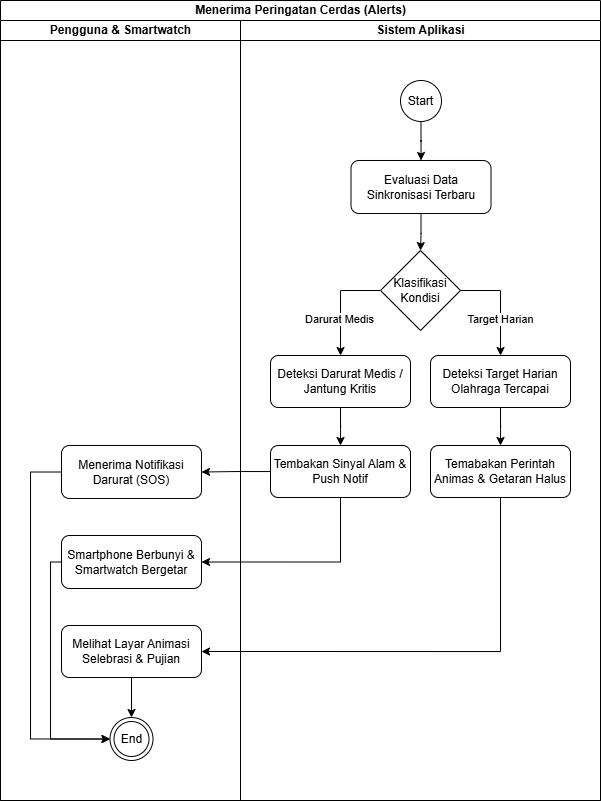 Menerima Peringatan Cerdas (Alerts)
Pengguna & Smartwatch
Sistem Aplikasi
Start
Evaluasi Data
Sinkronisasi Terbaru
Klasifikasi
Kondisi
Darurat Medis
Target Harian
Deteksi Darurat Medis /
Jantung Kritis
Deteksi Target Harian
Olahraga Tercapai
Menerima Notifikasi
Darurat (SOS)
Tembakan Sinyal Alam &
Push Notif
Temabakan Perintah
Animas & Getaran Halus
Smartphone Berbunyi &
Smartwatch Bergetar
Melihat Layar Animasi
Selebrasi & Pujian
End